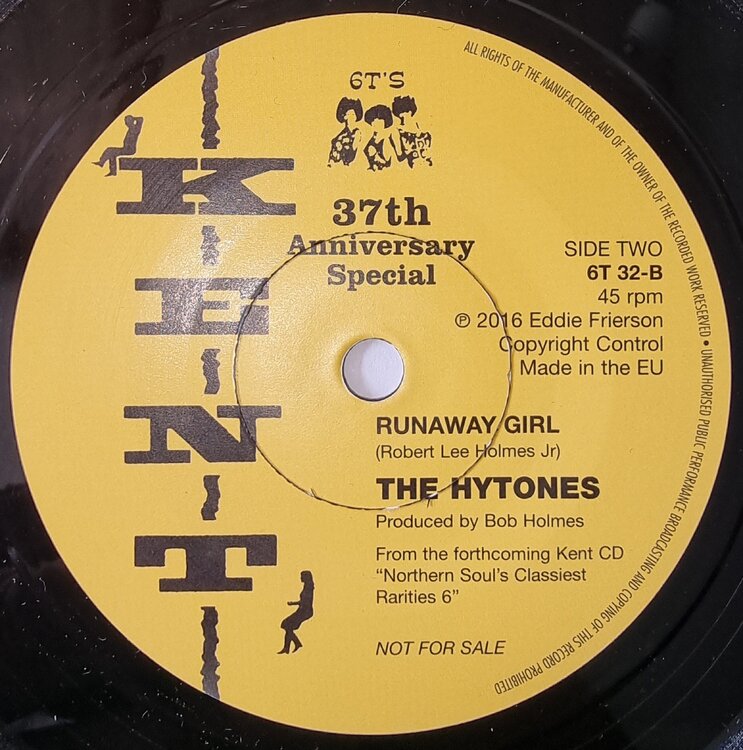 6T'S
KENT
37th
Anniversary
Special
SIDE TWO
6T 32-B
45 rpm
℗ 2016 Eddie Frierson
Copyright Control
Made in the EU
RUNAWAY GIRL
(Robert Lee Holmes Jr)
THE HYTONES
Produced by Bob Holmes
From the forthcoming Kent CD
“Northern Soul's Classiest
Rarities 6”
NOT FOR SALE
ALL RIGHTS OF THE MANUFACTURER AND OF THE OWNER OF THE RECORDED WORK RESERVED • UNAUTHORISED PUBLIC PERFORMANCE BROADCASTING AND COPYING OF THIS RECORD PROHIBITED